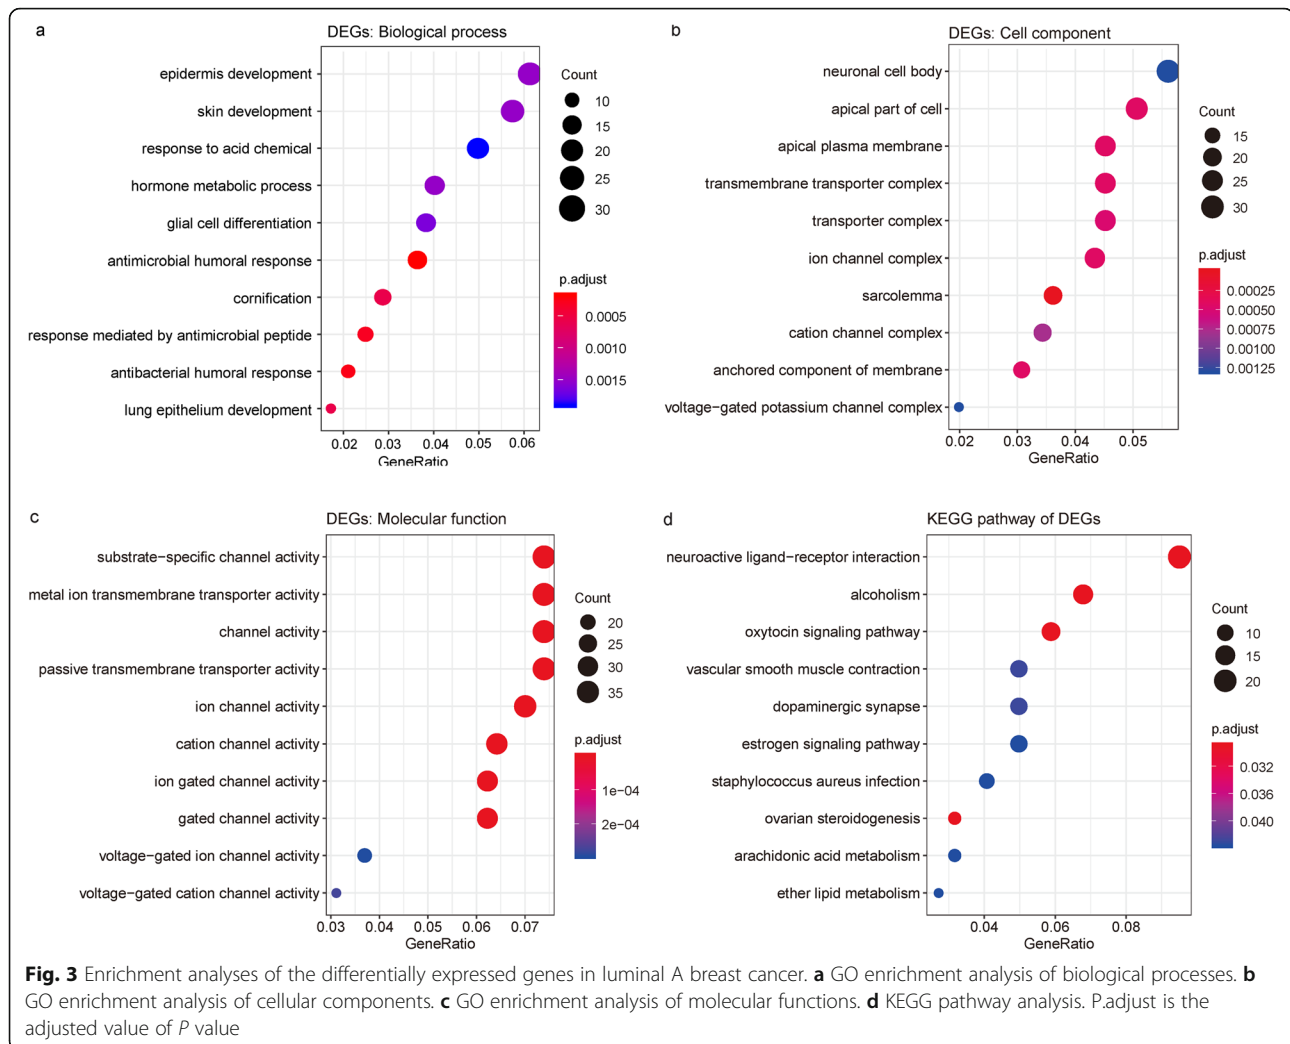 a
DEGs: Biological process
epidermis development
skin development
response to acid chemical
hormone metabolic process
glial cell differentiation
antimicrobial humoral response
cornification
response mediated by antimicrobial peptide
antibacterial humoral response
lung epithelium development
0.02 0.03 0.04 0.05 0.06
GeneRatio
Count
10
15
20
25
30
p.adjust
0.0005
0.0010
0.0015
b
DEGs: Cell component
neuronal cell body
apical part of cell
apical plasma membrane
transmembrane transporter complex
transporter complex
ion channel complex
sarcolemma
cation channel complex
anchored component of membrane
voltage-gated potassium channel complex
0.02 0.03 0.04 0.05
GeneRatio
Count
15
20
25
30
p.adjust
0.00025
0.00050
0.00075
0.00100
0.00125
c
DEGs: Molecular function
substrate−specific channel activity
metal ion transmembrane transporter activity
channel activity
passive transmembrane transporter activity
ion channel activity
cation channel activity
ion gated channel activity
gated channel activity
voltage−gated ion channel activity
voltage−gated cation channel activity
0.03 0.04 0.05 0.06 0.07
GeneRatio
Count
20
25
30
35
p.adjust
1e−04
2e−04
d
KEGG pathway of DEGs
neuroactive ligand−receptor interaction
alcoholism
oxytocin signaling pathway
vascular smooth muscle contraction
dopaminergic synapse
estrogen signaling pathway
staphylococcus aureus infection
ovarian steroidogenesis
arachidonic acid metabolism
ether lipid metabolism
0.04 0.06 0.08
GeneRatio
Count
10
15
20
p.adjust
0.032
0.036
0.040
Fig. 3 Enrichment analyses of the differentially expressed genes in luminal A breast cancer. a GO enrichment analysis of biological processes. b
GO enrichment analysis of cellular components. c GO enrichment analysis of molecular functions. d KEGG pathway analysis. P.adjust is the
adjusted value of P value